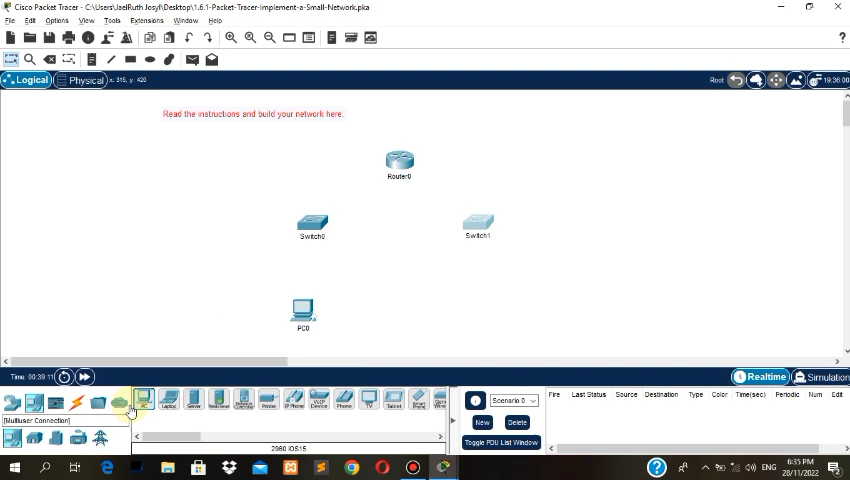 Cisco Packet Tracer - C:\Users\JaelRuth Josyl\Desktop\1.6.1-Packet-Tracer-Implement-a-Small-Network.pka
File Edit Options View Tools Extensions Window Help
Logical Physical x: 315, y: 420 Root 19:36:00
Read the instructions and build your network here.
Router0
Switch0 Switch1
PC0
Time: 00:39:11 Realtime Simulation
Scenario 0 Fire Last Status Source Destination Type Color Time(sec) Periodic Num Edit
PC Laptop Server Printer IP Phone VoIP Device Phone TV Tablet
[Multiuser Connection] New Delete
Toggle PDU List Window
2960 IOS15
ENG 6:35 PM
28/11/2022 2